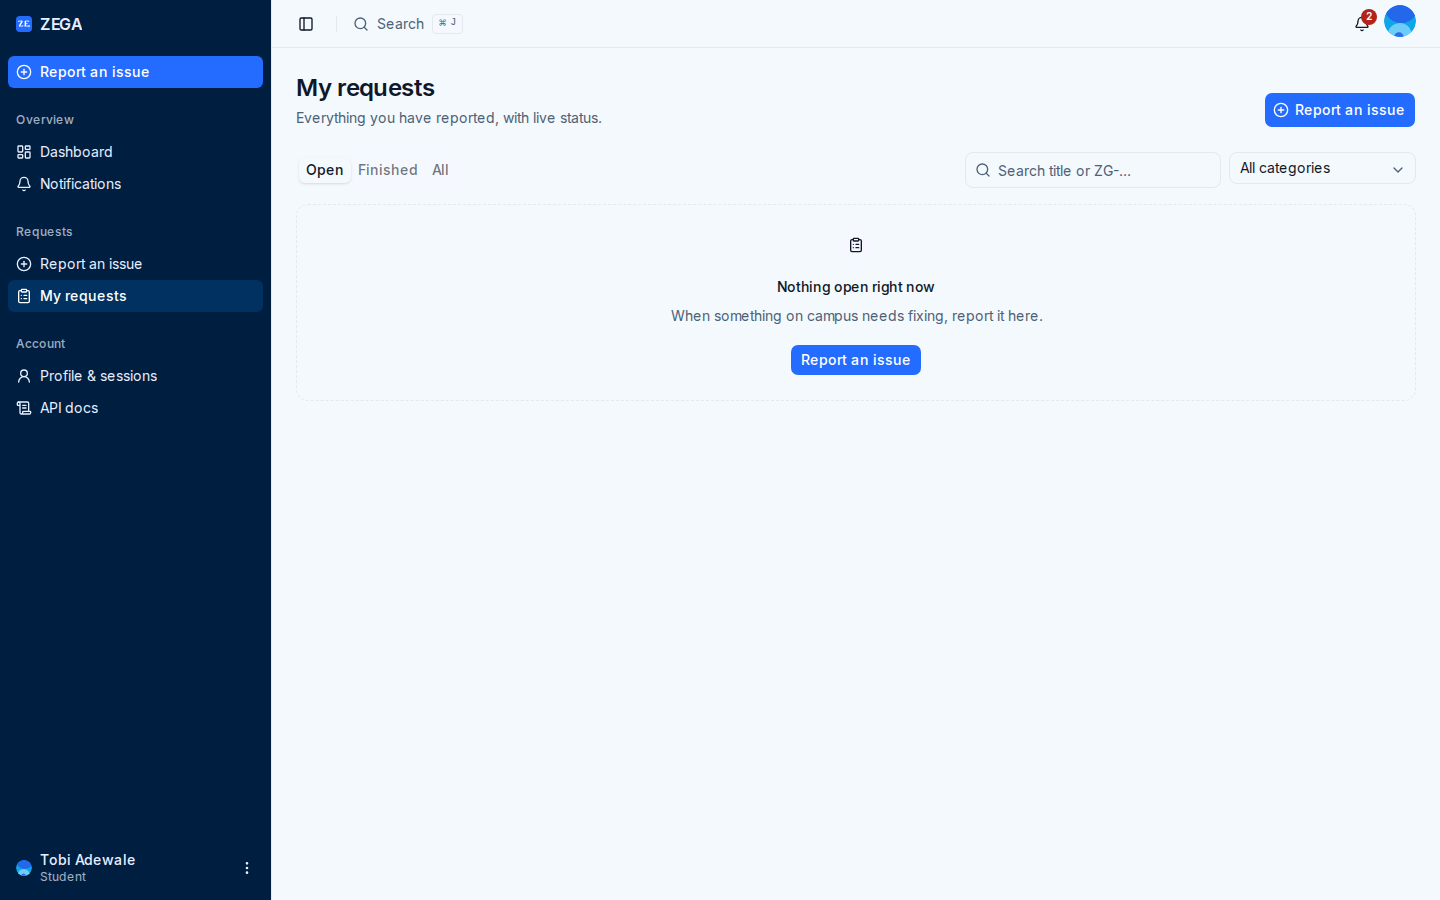 ZE
ZEGA
Report an issue
Overview
Dashboard
Notifications
Requests
Report an issue
My requests
Account
Profile & sessions
API docs
Tobi Adewale
Student
Search ⌘ J
2
My requests
Everything you have reported, with live status.
Report an issue
Open Finished All
Search title or ZG-...
All categories
Nothing open right now
When something on campus needs fixing, report it here.
Report an issue